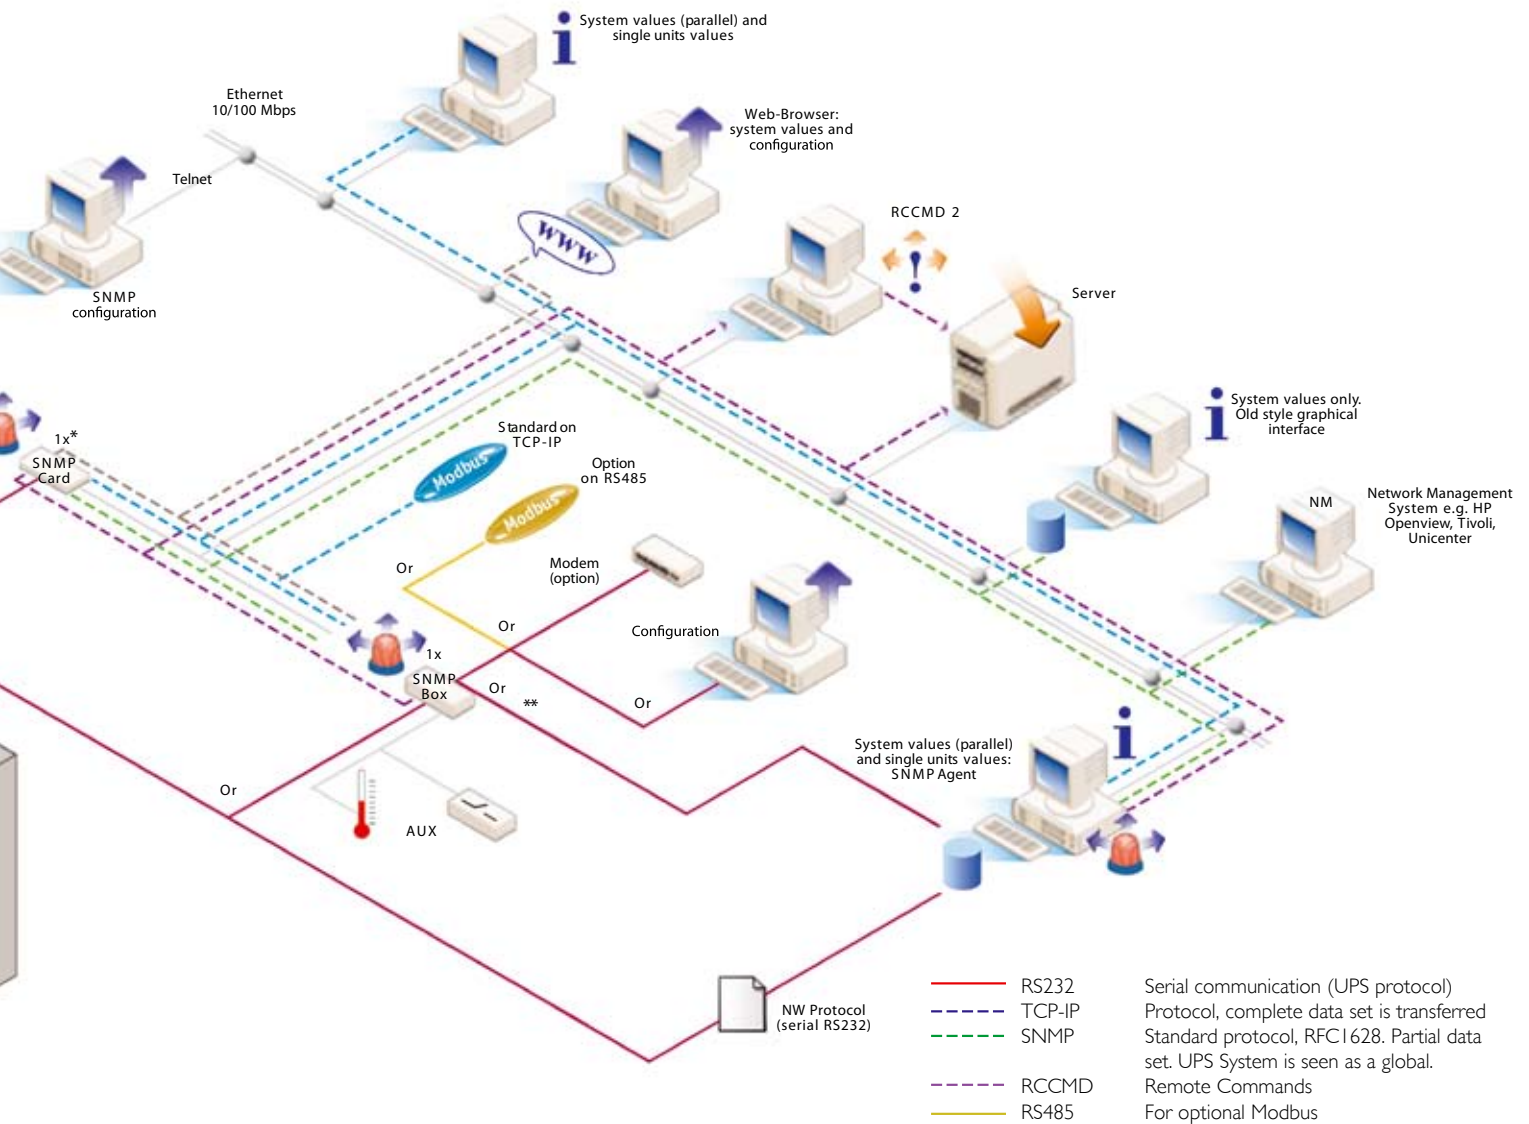 System values (parallel) and
single units values
Ethernet
10/100 Mbps
Web-Browser:
system values and
configuration
Telnet
RCCMD 2
www
SNMP
configuration
Server
System values only.
Old style graphical
interface
Standard on
TCP-IP
1x*
SNMP
Card
Modbus
Option
on RS485
Modbus
NM
Network Management
System e.g. HP
Openview, Tivoli,
Unicenter
Or
Modem
(option)
Or
Configuration
1x
SNMP
Box
Or
**
Or
System values (parallel)
and single units values:
SNMP Agent
Or
AUX
NW Protocol
(serial RS232)
RS232 Serial communication (UPS protocol)
TCP-IP Protocol, complete data set is transferred
SNMP Standard protocol, RFC1628. Partial data
set. UPS System is seen as a global.
RCCMD Remote Commands
RS485 For optional Modbus